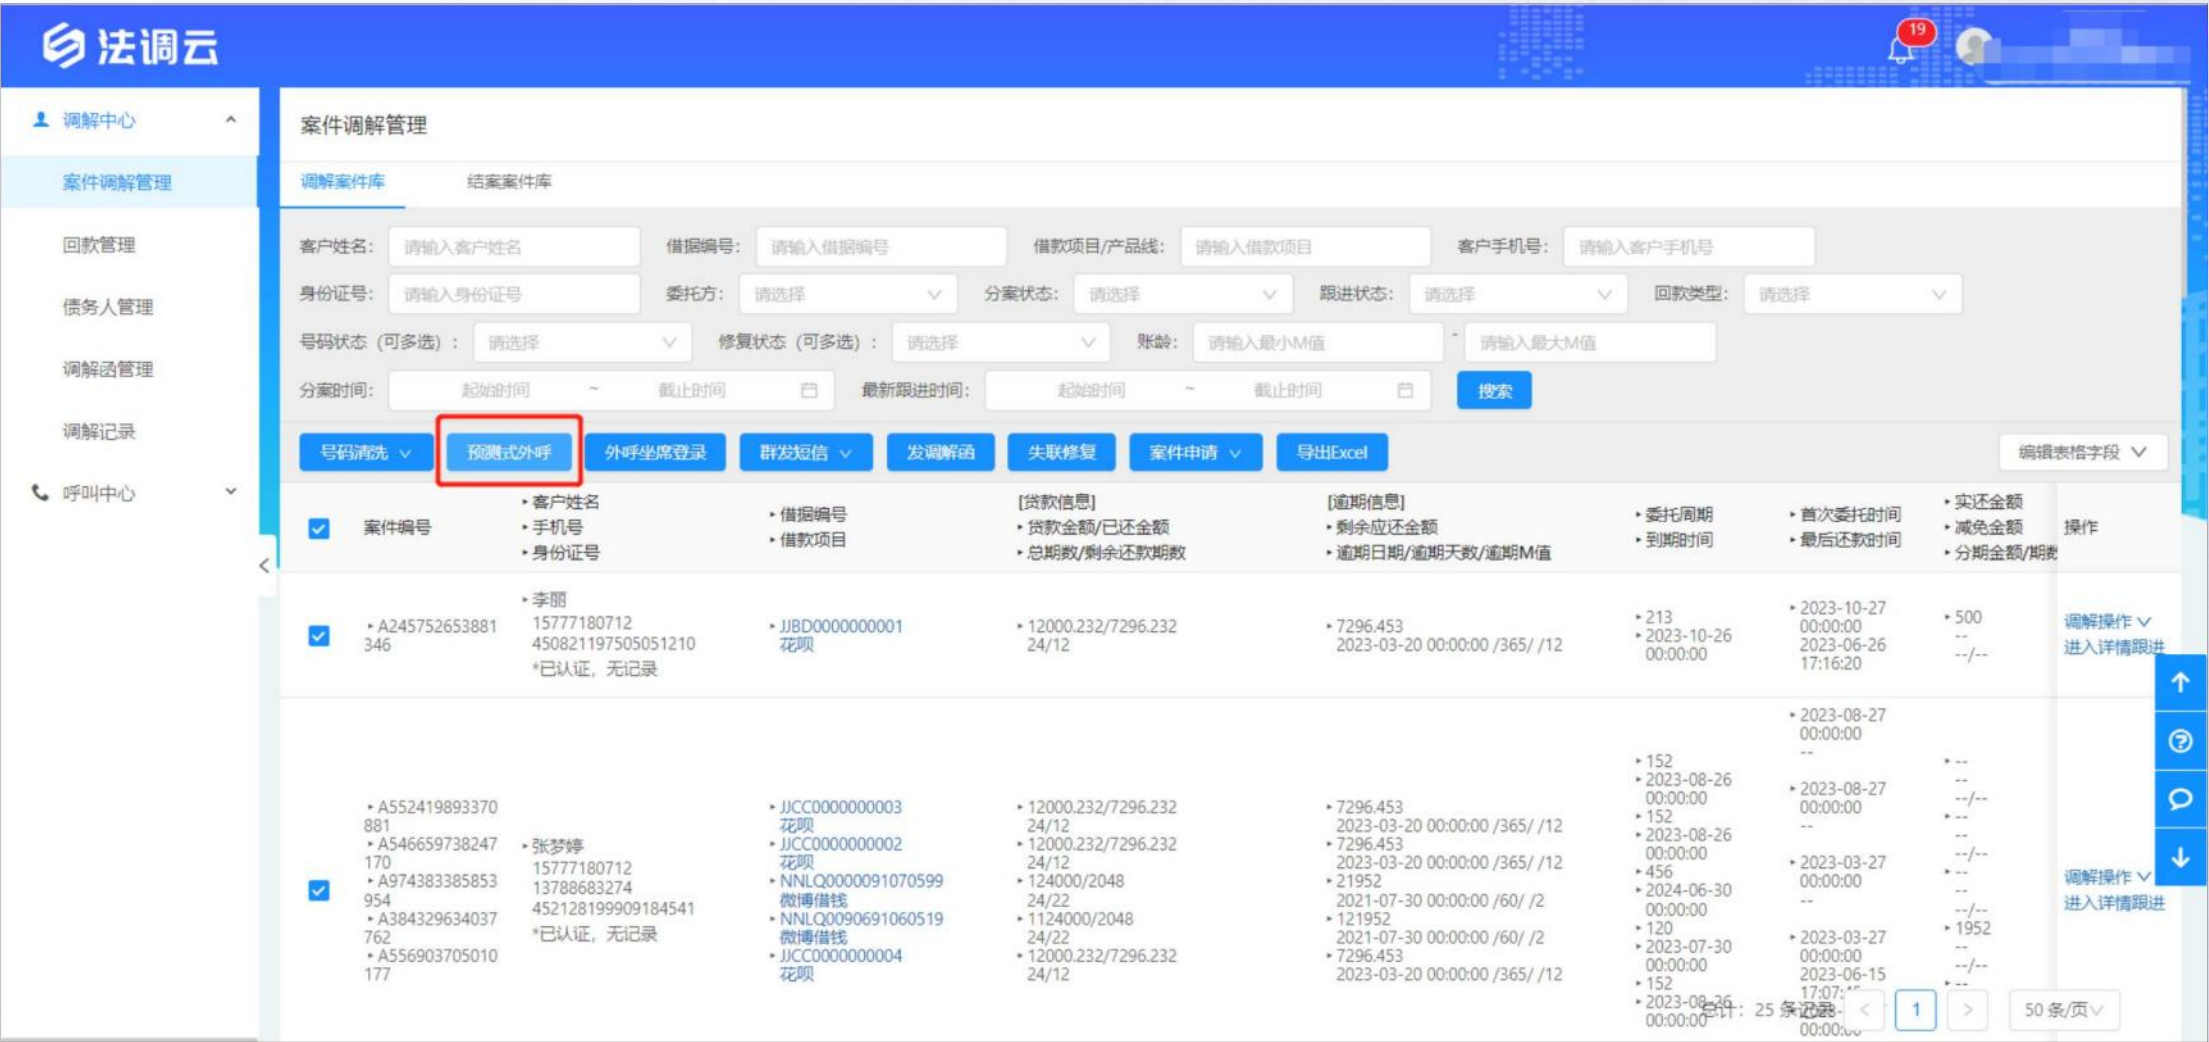 法调云
19
调解中心
案件调解管理
回款管理
债务人管理
调解函管理
调解记录
呼叫中心
案件调解管理
调解案件库 结案案件库
客户姓名: 请输入客户姓名 借据编号: 请输入借据编号 借款项目/产品线: 请输入借款项目 客户手机号: 请输入客户手机号
身份证号: 请输入身份证号 委托方: 请选择 分案状态: 请选择 跟进状态: 请选择 回款类型: 请选择
号码状态 (可多选) : 请选择 修复状态 (可多选) : 请选择 账龄: 请输入最小M值 - 请输入最大M值
分案时间: 起始时间 ~ 截止时间 最新跟进时间: 起始时间 ~ 截止时间 搜索
号码清洗 预测式外呼 外呼坐席登录 群发短信 发调解函 失联修复 案件申请 导出Excel 编辑表格字段
案件编号
客户姓名
手机号
身份证号
借据编号
借款项目
[贷款信息]
贷款金额/已还金额
总期数/剩余还款期数
[逾期信息]
剩余应还金额
逾期日期/逾期天数/逾期M值
委托周期
到期时间
首次委托时间
最后还款时间
实还金额
减免金额
分期金额/期数
操作
A245752653881
346
李丽
15777180712
450821197505051210
*已认证，无记录
JJBD0000000001
花呗
12000.232/7296.232
24/12
7296.453
2023-03-20 00:00:00 /365/ /12
213
2023-10-26
00:00:00
2023-10-27
00:00:00
2023-06-26
17:16:20
500
--
--/--
调解操作
进入详情跟进
A552419893370
881
A546659738247
170
A974383385853
954
A384329634037
762
A556903705010
177
张梦婷
15777180712
13788683274
452128199909184541
*已认证，无记录
JJCC0000000003
花呗
JJCC0000000002
花呗
NNLQ0000091070599
微博借钱
NNLQ0090691060519
微博借钱
JJCC0000000004
花呗
12000.232/7296.232
24/12
12000.232/7296.232
24/12
124000/2048
24/22
1124000/2048
24/22
12000.232/7296.232
24/12
7296.453
2023-03-20 00:00:00 /365/ /12
7296.453
2023-03-20 00:00:00 /365/ /12
21952
2021-07-30 00:00:00 /60/ /2
121952
2021-07-30 00:00:00 /60/ /2
7296.453
2023-03-20 00:00:00 /365/ /12
152
2023-08-26
00:00:00
152
2023-08-26
00:00:00
456
2024-06-30
00:00:00
120
2023-07-30
00:00:00
152
2023-08-26
00:00:00
2023-08-27
00:00:00
--
2023-08-27
00:00:00
--
2023-03-27
00:00:00
--
2023-03-27
00:00:00
2023-06-15
17:07:
00:00:00
--
--
--/--
--
--
--/--
--
--
--/--
1952
--
--/--
--
调解操作
进入详情跟进
总计: 25 条记录 < 1 > 50 条/页